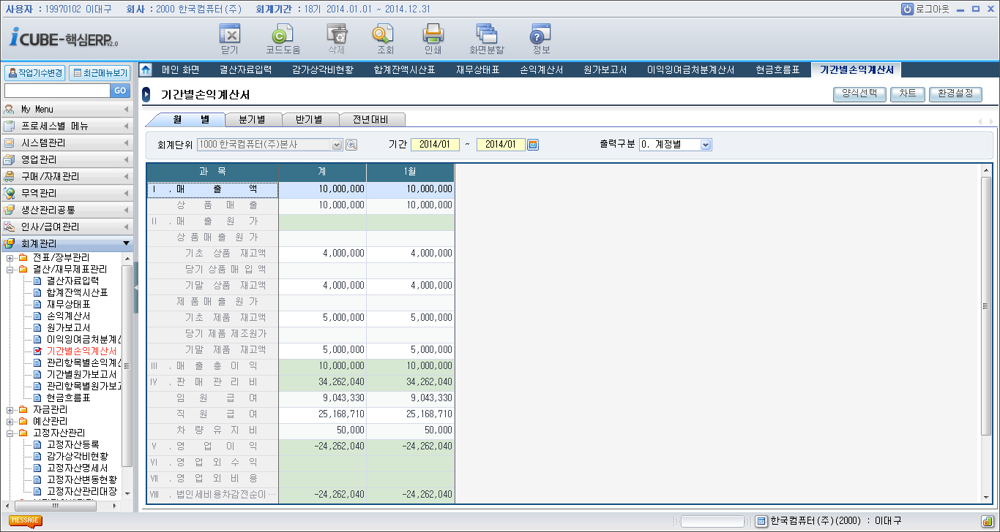 사용자 : 19970102 이대구 회사 : 2000 한국컴퓨터(주) 회계기간 : 18기 2014.01.01 ~ 2014.12.31 로그아웃
iCUBE-핵심ERP v2.0
닫기 코드도움 삭제 조회 인쇄 화면분할 정보
작업기수변경 최근메뉴보기
메인 화면 결산자료입력 감가상각비현황 합계잔액시산표 재무상태표 손익계산서 원가보고서 이익잉여금처분계산서 현금흐름표 기간별손익계산서
GO
기간별손익계산서 양식선택 차트 환경설정
My Menu
프로세스별 메뉴
시스템관리
영업관리
구매/자재관리
무역관리
생산관리공통
인사/급여관리
회계관리
전표/장부관리
결산/재무제표관리
결산자료입력
합계잔액시산표
재무상태표
손익계산서
원가보고서
이익잉여금처분계산
기간별손익계산서
관리항목별손익계산
기간별원가보고서
관리항목별원가보고
현금흐름표
자금관리
예산관리
고정자산관리
고정자산등록
감가상각비현황
고정자산명세서
고정자산변동현황
고정자산관리대장
월 별 분기별 반기별 전년대비
회계단위 1000 한국컴퓨터(주)본사 기간 2014/01 ~ 2014/01 출력구분 0. 계정별
과 목 계 1월
Ⅰ.매 출 액 10,000,000 10,000,000
상 품 매 출 10,000,000 10,000,000
Ⅱ.매 출 원 가
상 품 매 출 원 가
기초 상품 재고액 4,000,000 4,000,000
당기 상품 매 입 액
기말 상품 재고액 4,000,000 4,000,000
제 품 매 출 원 가
기초 제품 재고액 5,000,000 5,000,000
당기 제품 제조원가
기말 제품 재고액 5,000,000 5,000,000
Ⅲ.매 출 총 이 익 10,000,000 10,000,000
Ⅳ.판 매 관 리 비 34,262,040 34,262,040
임 원 급 여 9,043,330 9,043,330
직 원 급 여 25,168,710 25,168,710
차 량 유 지 비 50,000 50,000
Ⅴ.영 업 이 익 -24,262,040 -24,262,040
Ⅵ.영 업 외 수 익
Ⅶ.영 업 외 비 용
Ⅷ.법인세비용차감전순이… -24,262,040 -24,262,040
MESSAGE
한국컴퓨터(주)(2000) : 이대구